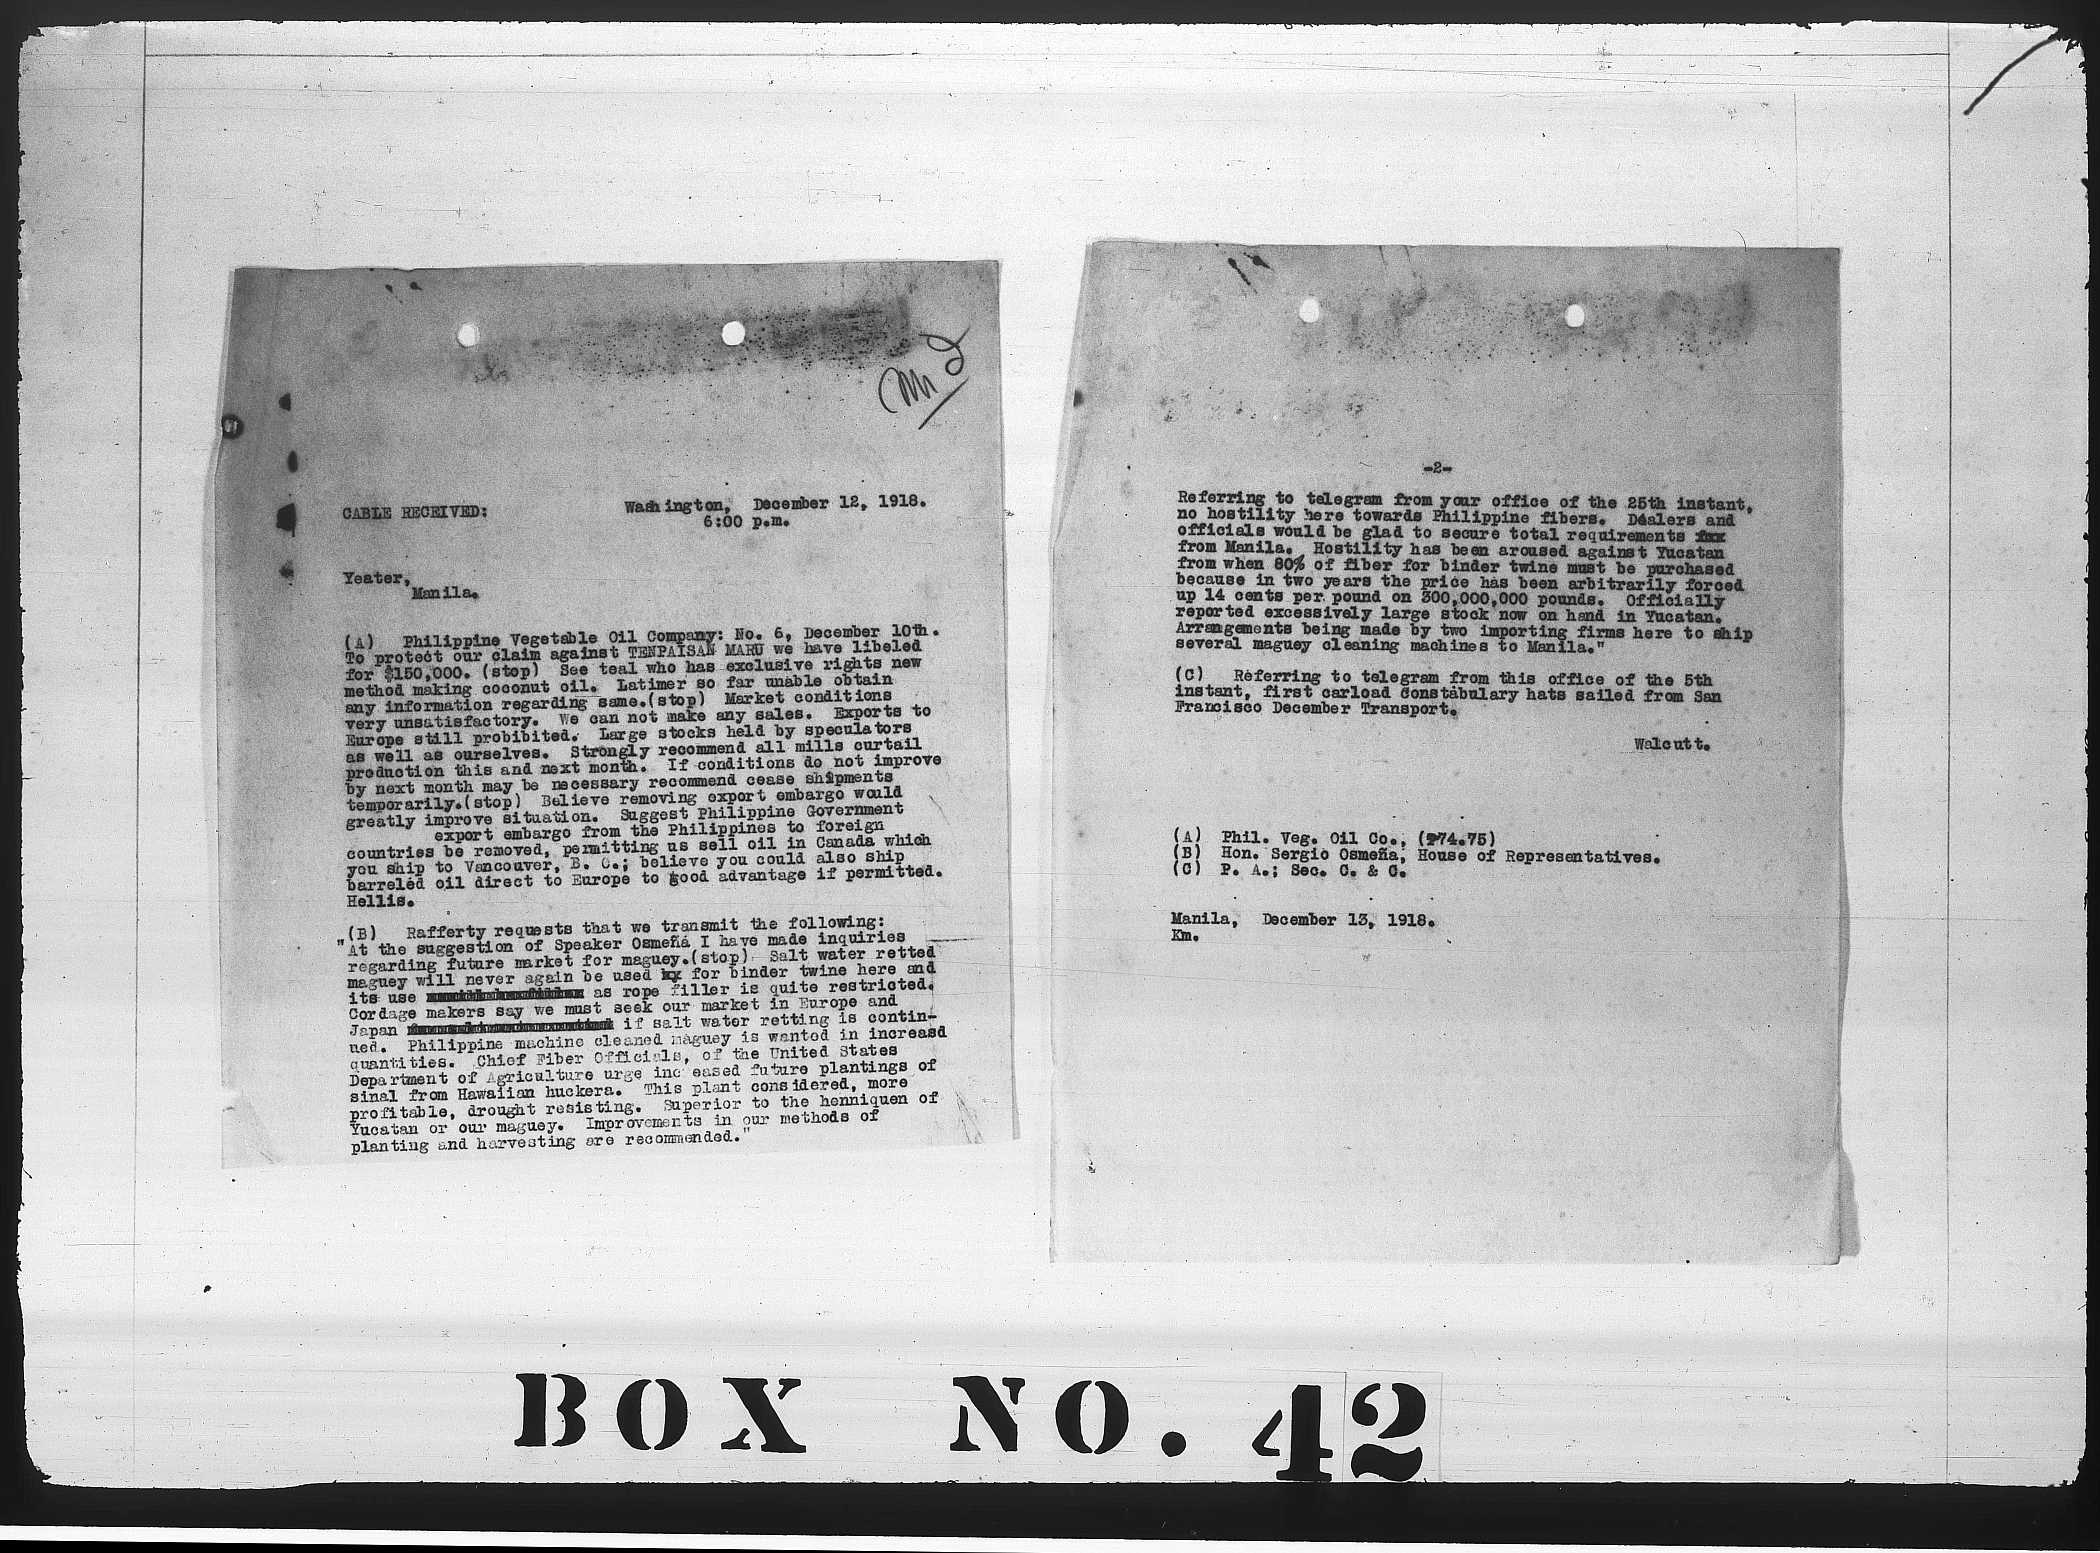 CABLE RECEIVED:
Washington, December 12, 1918.
6:00 p.m.
Yeater,
Manila.
(A) Philippine Vegetable Oil Company: No. 6, December 10th.
To protect our claim against TENPAISAN MARU we have libeled
for $150,000. (stop) See teal who has exclusive rights new
method making coconut oil. Latimer so far unable obtain
any information regarding same.(stop) Market conditions
very unsatisfactory. We can not make any sales. Exports to
Europe still probibited. Large stocks held by speculators
as well as ourselves. Strongly recommend all mills curtail
production this and next month. If conditions do not improve
by next month may be necessary recommend cease shipments
temporarily.(stop) Believe removing export embargo would
greatly improve situation. Suggest Philippine Government
export embargo from the Philippines to foreign
countries be removed, permitting us sell oil in Canada which
you ship to Vancouver, B. C.; believe you could also ship
barreled oil direct to Europe to good advantage if permitted.
Hellis.
(B) Rafferty requests that we transmit the following:
"At the suggestion of Speaker Osmeña I have made inquiries
regarding future market for maguey.(stop) Salt water retted
maguey will never again be used for binder twine here and
its use as rope filler is quite restricted.
Cordage makers say we must seek our market in Europe and
Japan if salt water retting is contin-
ued. Philippine machine cleaned maguey is wanted in increasd
quantities. Chief Fiber Officials, of the United States
Department of Agriculture urge inc eased future plantings of
sinal from Hawaiian huckera. This plant considered, more
profitable, drought resisting. Superior to the henniquen of
Yucatan or our maguey. Improvements in our methods of
planting and harvesting are recommended."
-2-
Referring to telegram from your office of the 25th instant,
no hostility here towards Philippine fibers. Dealers and
officials would be glad to secure total requirements
from Manila. Hostility has been aroused against Yucatan
from when 80% of fiber for binder twine must be purchased
because in two years the price has been arbitrarily forced
up 14 cents per pound on 300,000,000 pounds. Officially
reported excessively large stock now on hand in Yucatan.
Arrangements being made by two importing firms here to ship
several maguey cleaning machines to Manila."
(C) Referring to telegram from this office of the 5th
instant, first carload Constabulary hats sailed from San
Francisco December Transport.
Walcutt.
(A) Phil. Veg. Oil Co., (₱74.75)
(B) Hon. Sergio Osmeña, House of Representatives.
(C) P. A.; Sec. C. & C.
Manila, December 13, 1918.
Km.
BOX NO. 42